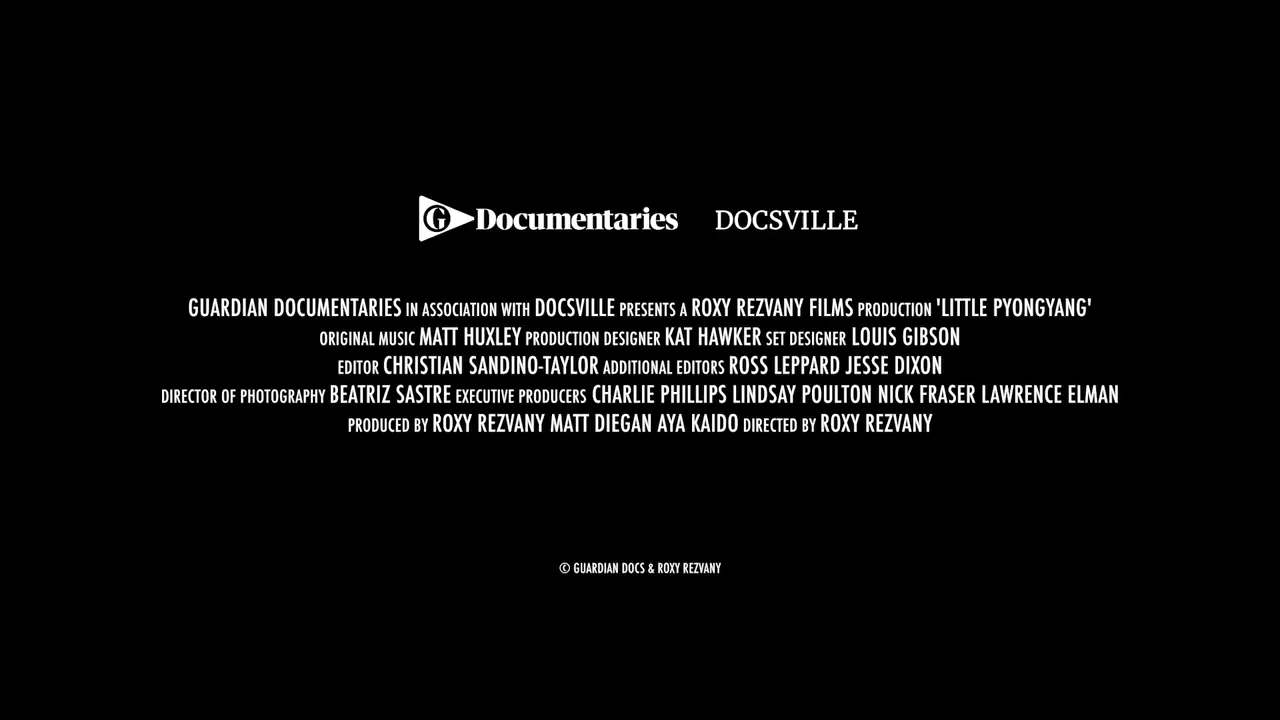 G Documentaries DOCSVILLE
GUARDIAN DOCUMENTARIES IN ASSOCIATION WITH DOCSVILLE PRESENTS A ROXY REZVANY FILMS PRODUCTION 'LITTLE PYONGYANG'
ORIGINAL MUSIC MATT HUXLEY PRODUCTION DESIGNER KAT HAWKER SET DESIGNER LOUIS GIBSON
EDITOR CHRISTIAN SANDINO-TAYLOR ADDITIONAL EDITORS ROSS LEPPARD JESSE DIXON
DIRECTOR OF PHOTOGRAPHY BEATRIZ SASTRE EXECUTIVE PRODUCERS CHARLIE PHILLIPS LINDSAY POULTON NICK FRASER LAWRENCE ELMAN
PRODUCED BY ROXY REZVANY MATT DIEGAN AYA KAIDO DIRECTED BY ROXY REZVANY
© GUARDIAN DOCS & ROXY REZVANY